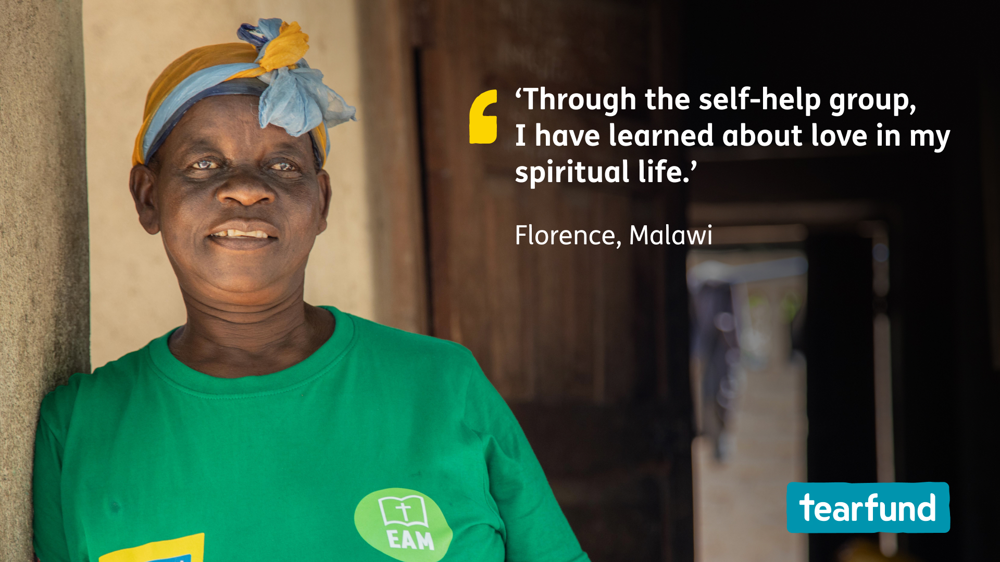 ‘Through the self-help group,
I have learned about love in my
spiritual life.’
Florence, Malawi
EAM
tearfund